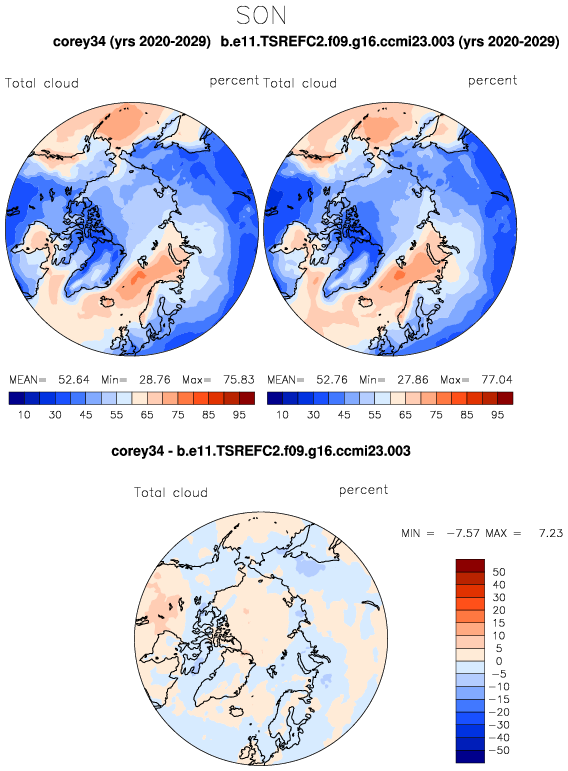 SON
corey34 (yrs 2020-2029) b.e11.TSREFC2.f09.g16.ccmi23.003 (yrs 2020-2029)
Total cloud percent Total cloud percent
MEAN= 52.64 Min= 28.76 Max= 75.83 MEAN= 52.76 Min= 27.86 Max= 77.04
10 30 45 55 65 75 85 95 10 30 45 55 65 75 85 95
corey34 - b.e11.TSREFC2.f09.g16.ccmi23.003
Total cloud percent
MIN = -7.57 MAX = 7.23
50
40
30
20
15
10
5
0
-5
-10
-15
-20
-30
-40
-50